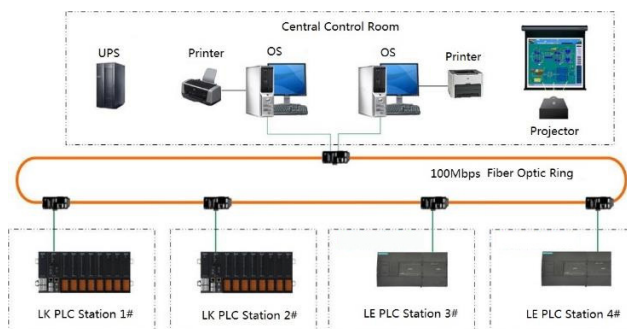 Central Control Room
UPS
Printer
OS
OS
Printer
Projector
100Mbps Fiber Optic Ring
LK PLC Station 1#
LK PLC Station 2#
LE PLC Station 3#
LE PLC Station 4#